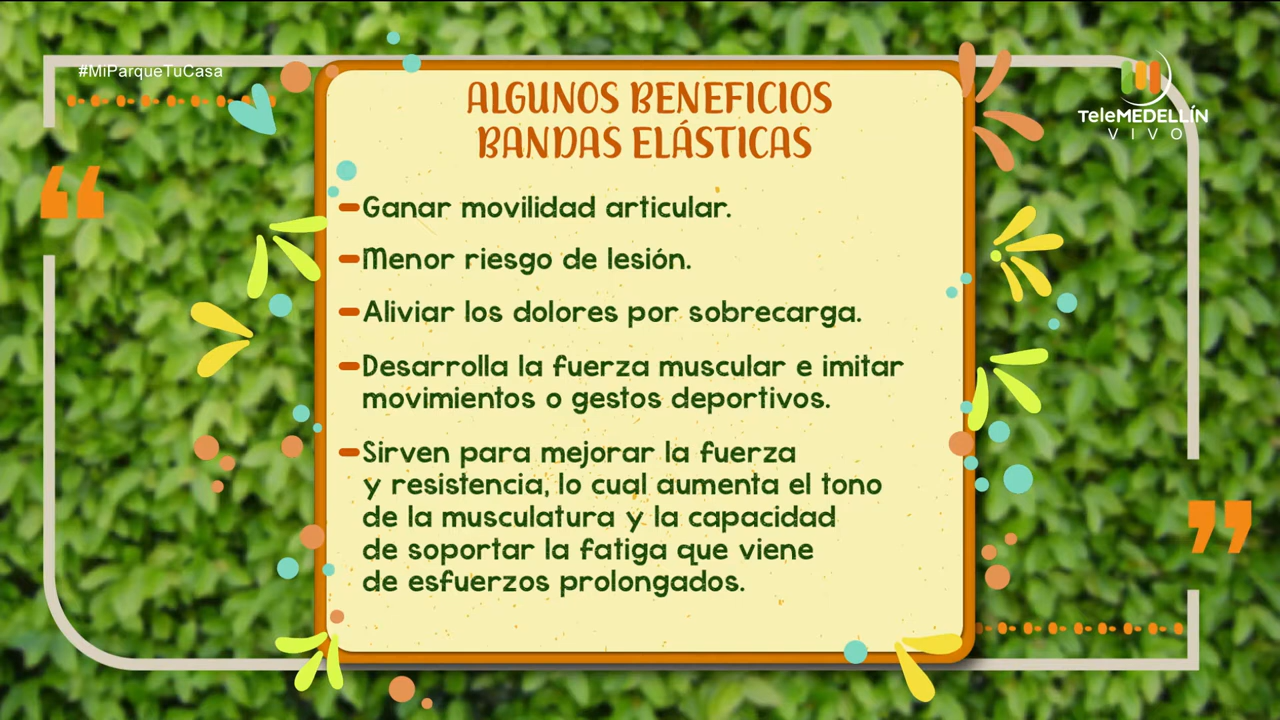 #MiParqueTuCasa
TeleMEDELLÍN
VIVO
ALGUNOS BENEFICIOS
BANDAS ELÁSTICAS
Ganar movilidad articular.
Menor riesgo de lesión.
Aliviar los dolores por sobrecarga.
Desarrolla la fuerza muscular e imitar
movimientos o gestos deportivos.
Sirven para mejorar la fuerza
y resistencia, lo cual aumenta el tono
de la musculatura y la capacidad
de soportar la fatiga que viene
de esfuerzos prolongados.